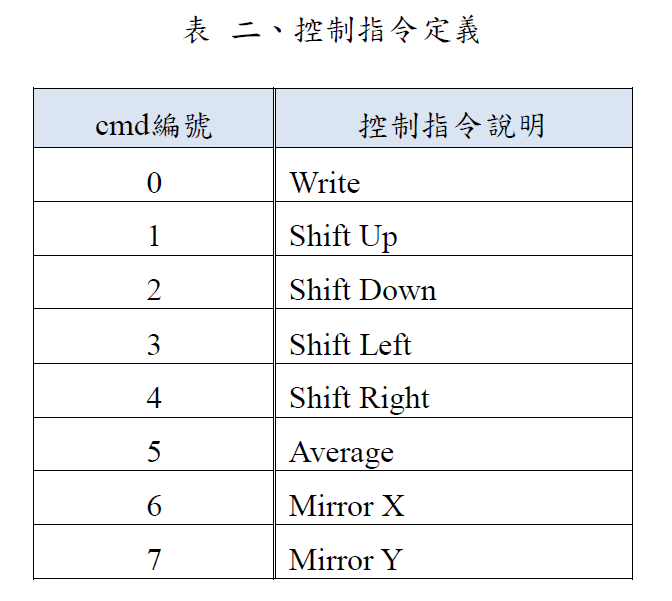 表 二、控制指令定義
cmd編號 控制指令說明
0 Write
1 Shift Up
2 Shift Down
3 Shift Left
4 Shift Right
5 Average
6 Mirror X
7 Mirror Y